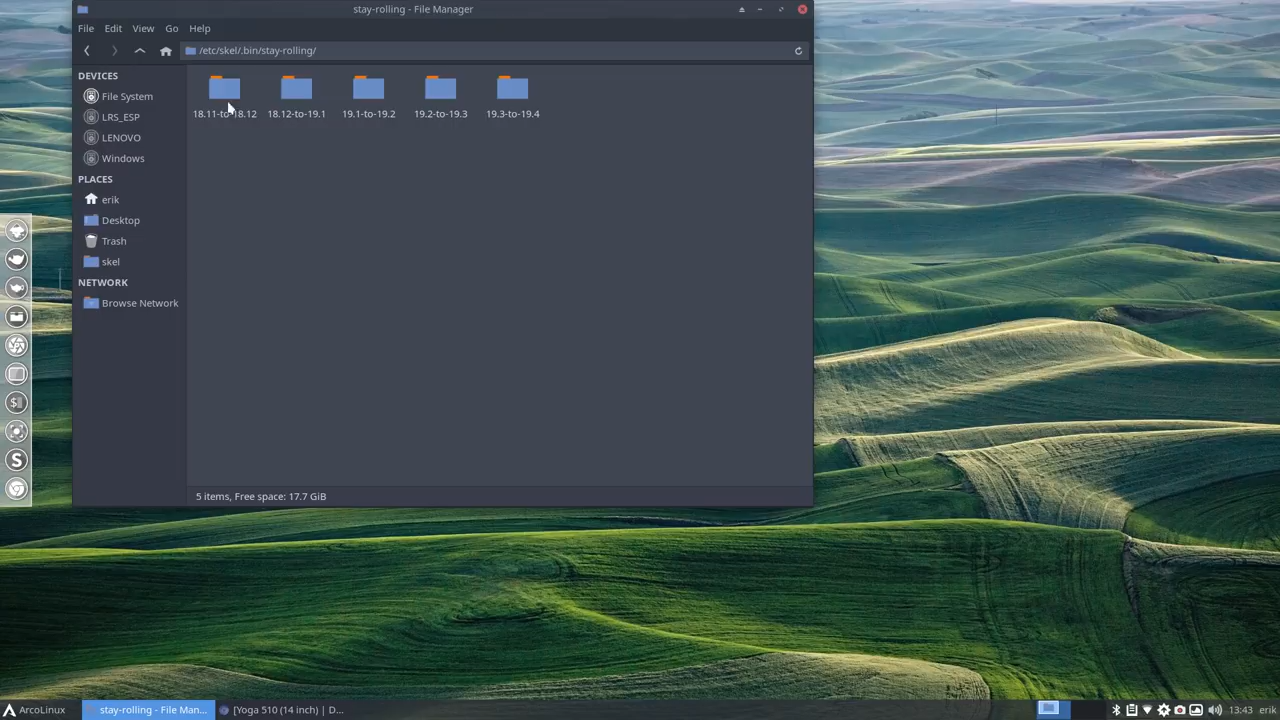 stay-rolling - File Manager
File Edit View Go Help
/etc/skel/.bin/stay-rolling/
DEVICES
File System
LRS_ESP
LENOVO
Windows
PLACES
erik
Desktop
Trash
skel
NETWORK
Browse Network
18.11-to-18.12 18.12-to-19.1 19.1-to-19.2 19.2-to-19.3 19.3-to-19.4
5 items, Free space: 17.7 GiB
$
S
ArcoLinux stay-rolling - File Man... [Yoga 510 (14 inch) | D... 13:43 erik